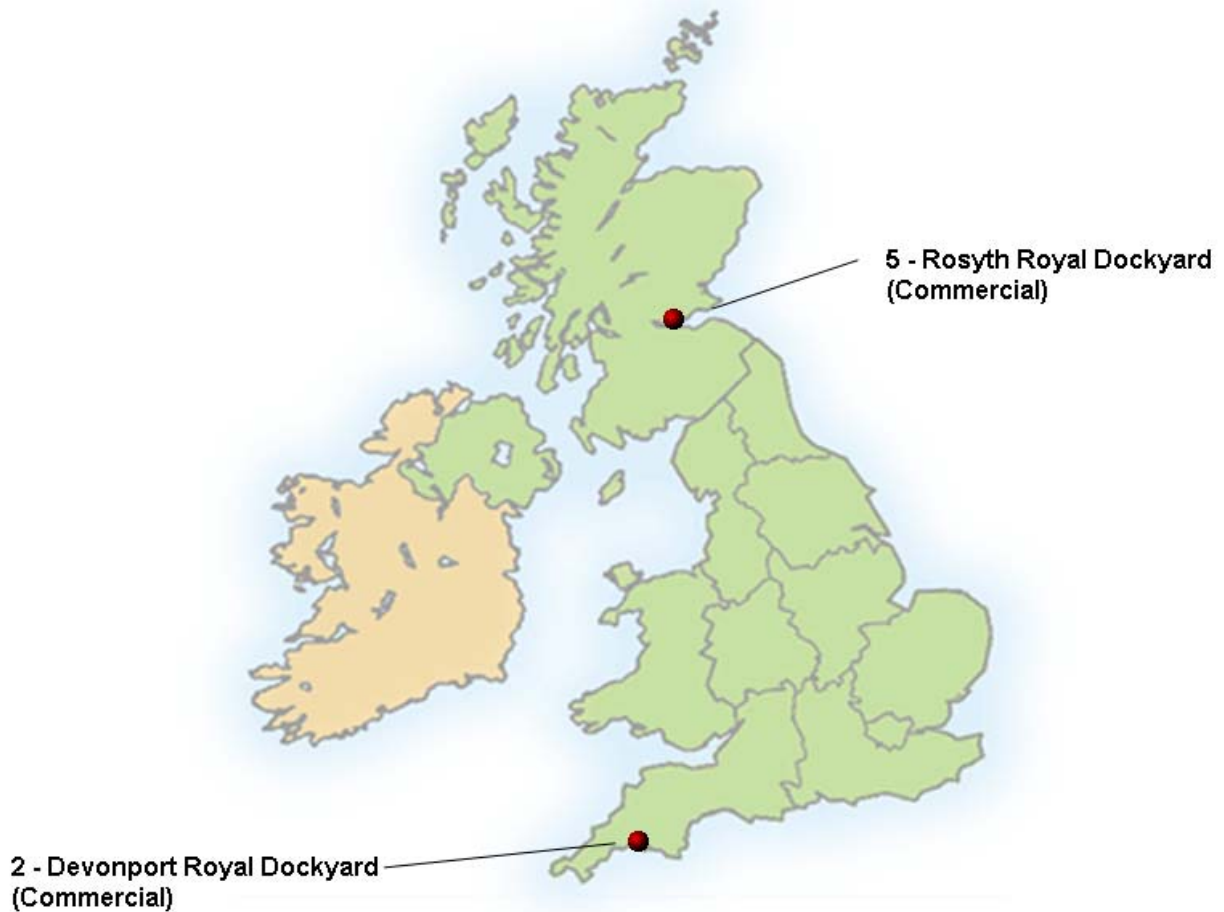 5 - Rosyth Royal Dockyard
(Commercial)
2 - Devonport Royal Dockyard
(Commercial)